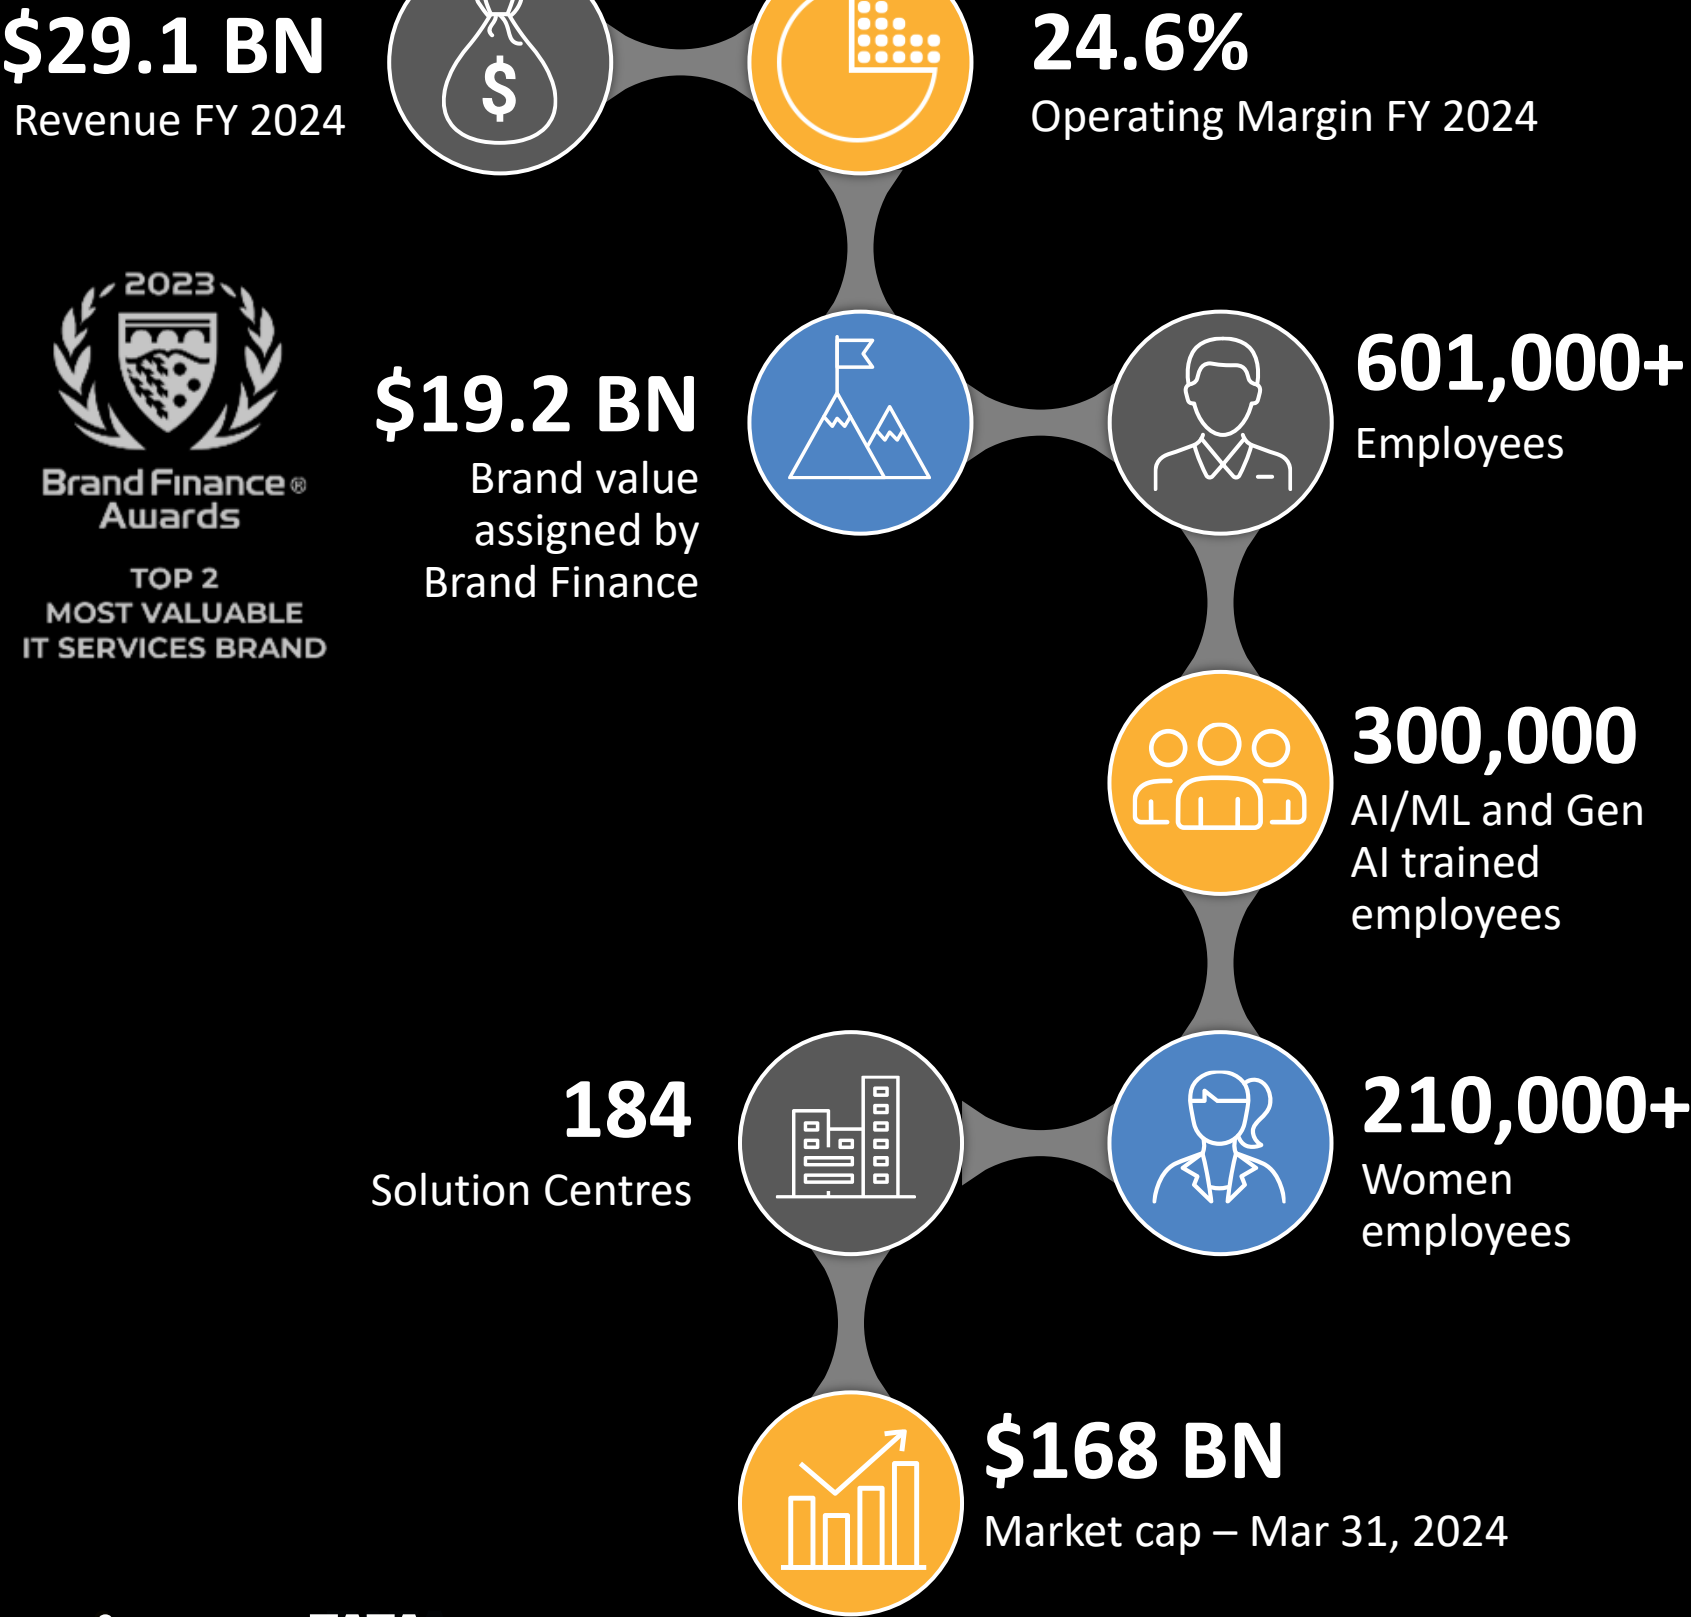 $29.1 BN
Revenue FY 2024
$
24.6%
Operating Margin FY 2024
2023
Brand Finance®
Awards
TOP 2
MOST VALUABLE
IT SERVICES BRAND
$19.2 BN
Brand value
assigned by
Brand Finance
601,000+
Employees
300,000
AI/ML and Gen
AI trained
employees
184
Solution Centres
210,000+
Women
employees
$168 BN
Market cap – Mar 31, 2024